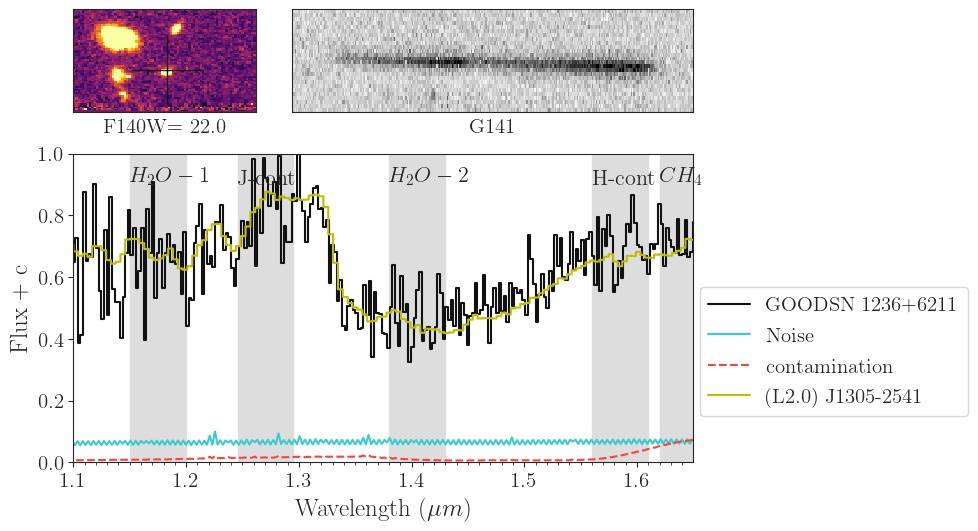 F140W= 22.0
G141
H₂O − 1
J-cont
H₂O − 2
H-cont
CH₄
1.0
0.8
0.6
0.4
0.2
0.0
Flux + c
1.1
1.2
1.3
1.4
1.5
1.6
Wavelength (μm)
GOODSN 1236+6211
Noise
contamination
(L2.0) J1305-2541